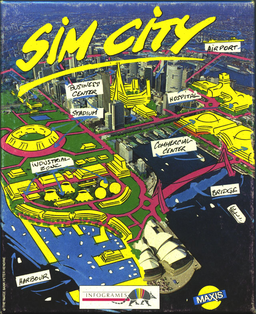 SIM CITY
AIRPORT
BUSINESS
CENTER
HOSPITAL
STADIUM
COMMERCIAL
CENTER
INDUSTRIAL
ZONE
BRIDGE
HARBOUR
INFOGRAMES
MAXIS